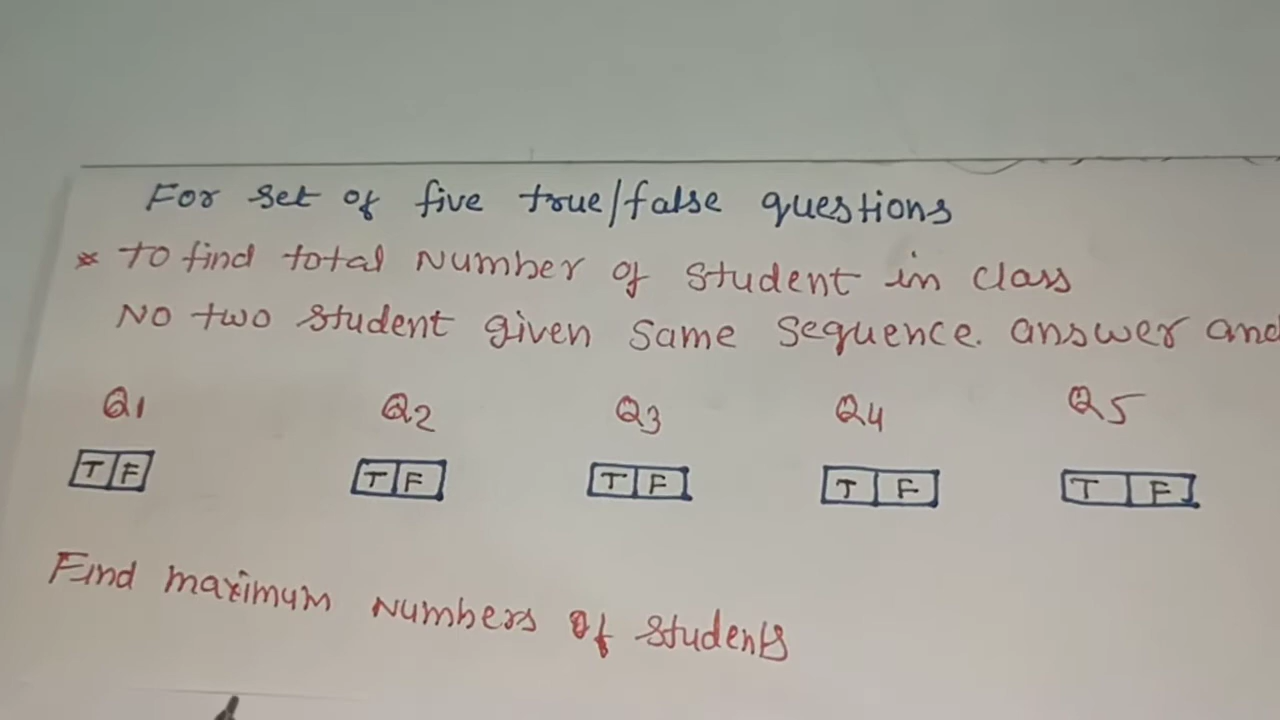 For set of five true/false questions
* To find total number of student in class
No two student given same sequence. answer and
Q1 Q2 Q3 Q4 Q5
T F T F T F T F T F
Find maximum numbers of students